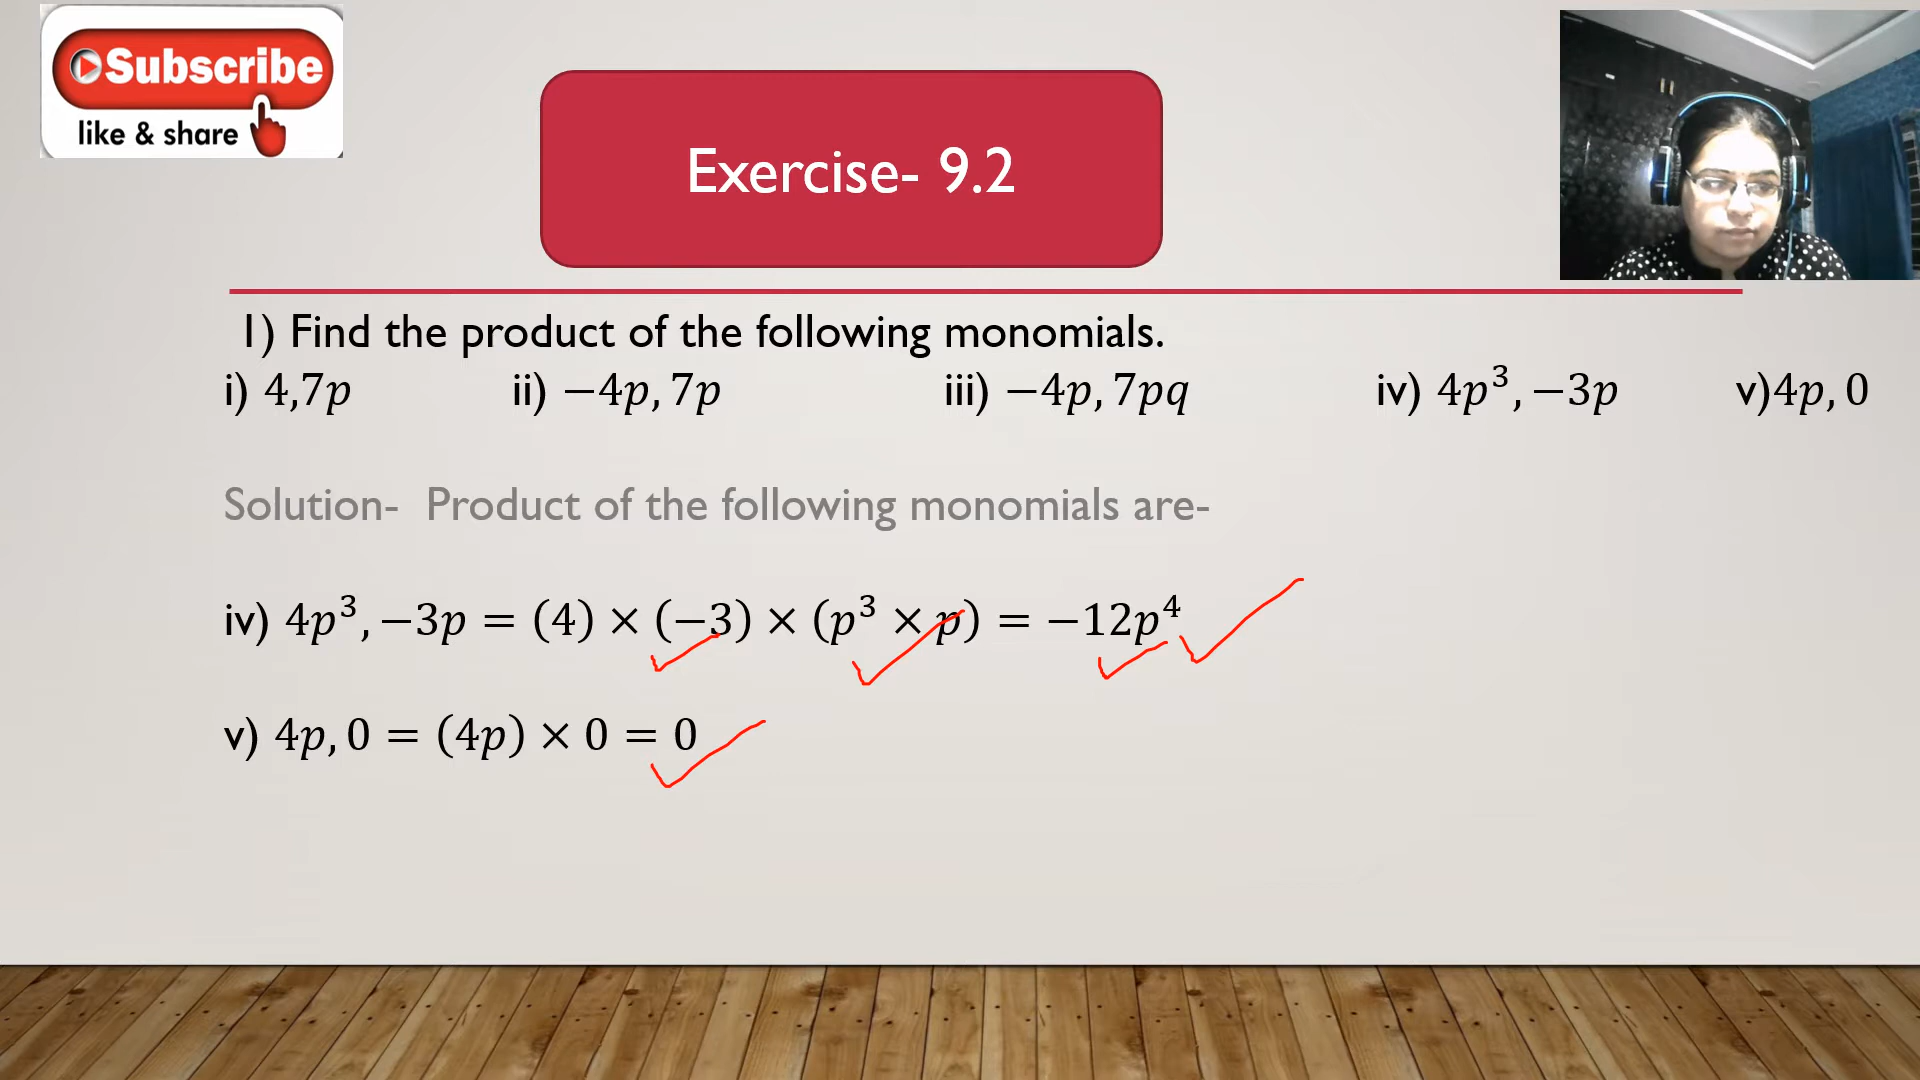 Subscribe
like & share
Exercise- 9.2
1) Find the product of the following monomials.
i) 4,7p ii) −4p, 7p iii) −4p, 7pq iv) 4p³, −3p v)4p, 0
Solution- Product of the following monomials are-
iv) 4p³, −3p = (4) × (−3) × (p³ × p) = −12p⁴
v) 4p, 0 = (4p) × 0 = 0